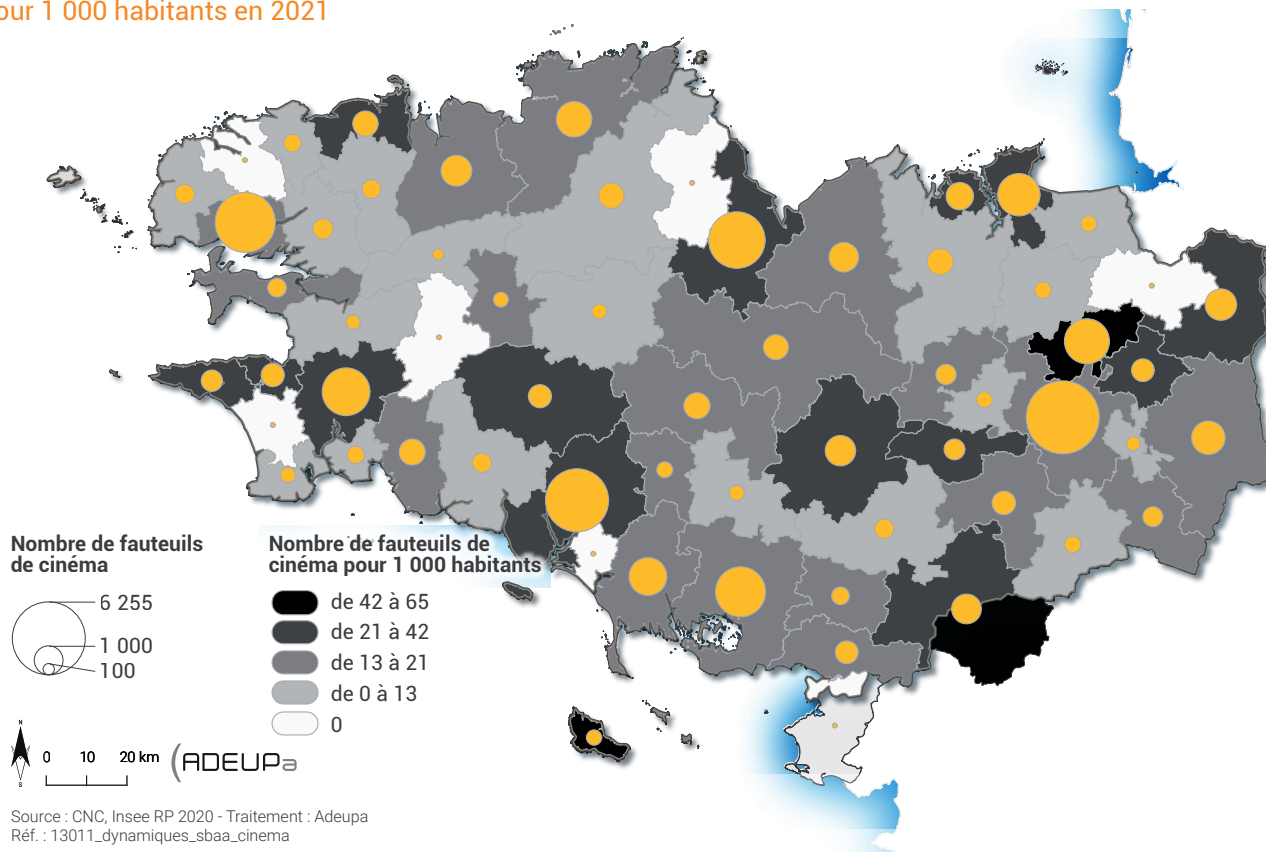 our 1 000 habitants en 2021
Nombre de fauteuils
de cinéma
6 255
1 000
100
Nombre de fauteuils de
cinéma pour 1 000 habitants
de 42 à 65
de 21 à 42
de 13 à 21
de 0 à 13
0
N
S
0 10 20 km
ADEUPa
Source : CNC, Insee RP 2020 - Traitement : Adeupa
Réf. : 13011_dynamiques_sbaa_cinema